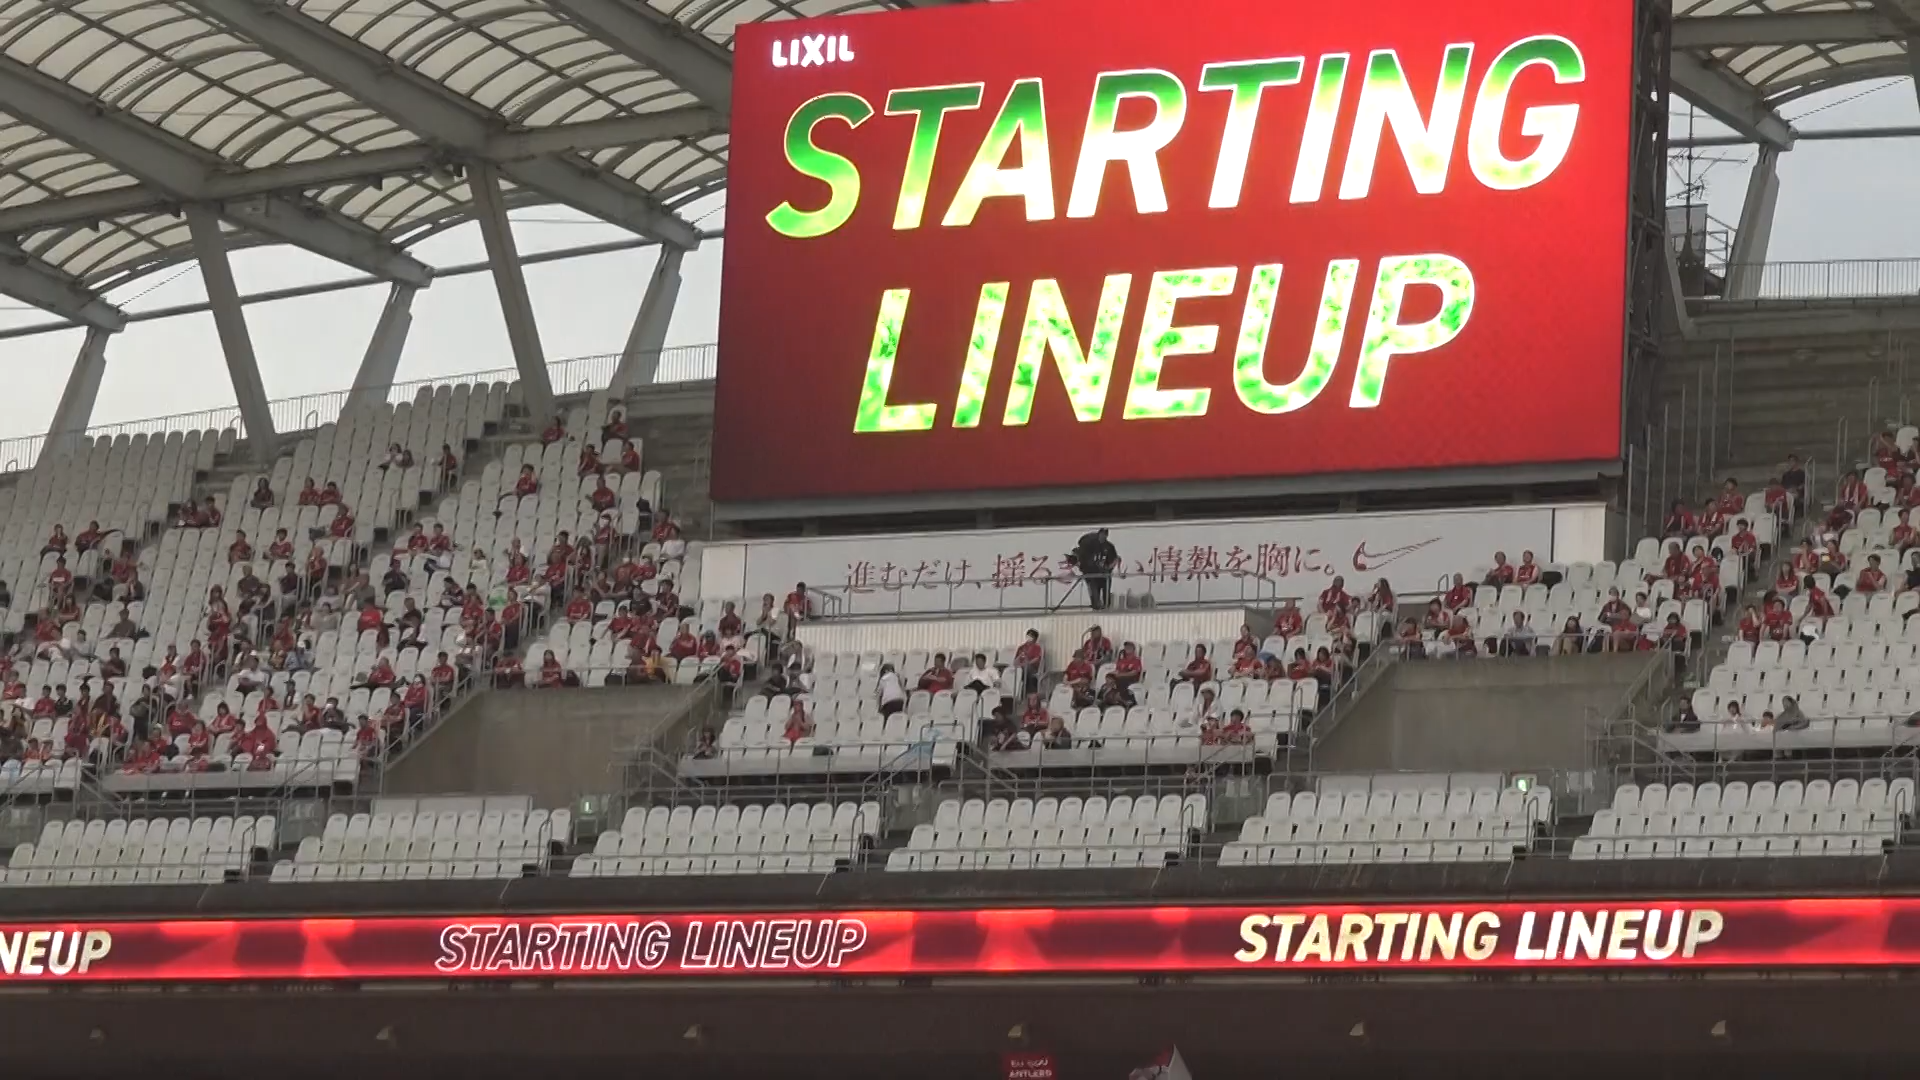 LIXIL
STARTING
LINEUP
進むだけ、揺るぎない情熱を胸に。
NEUP
STARTING LINEUP
STARTING LINEUP
ANTLERS